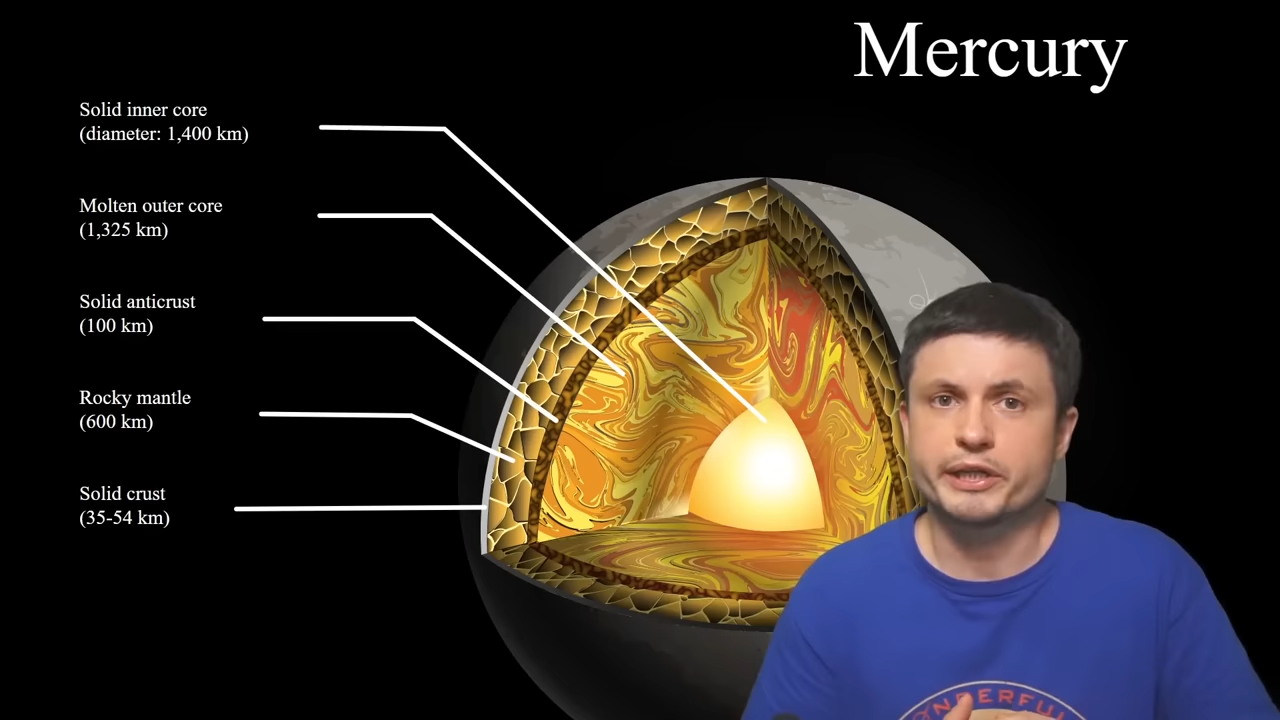 Mercury
Solid inner core
(diameter: 1,400 km)
Molten outer core
(1,325 km)
Solid anticrust
(100 km)
Rocky mantle
(600 km)
Solid crust
(35-54 km)